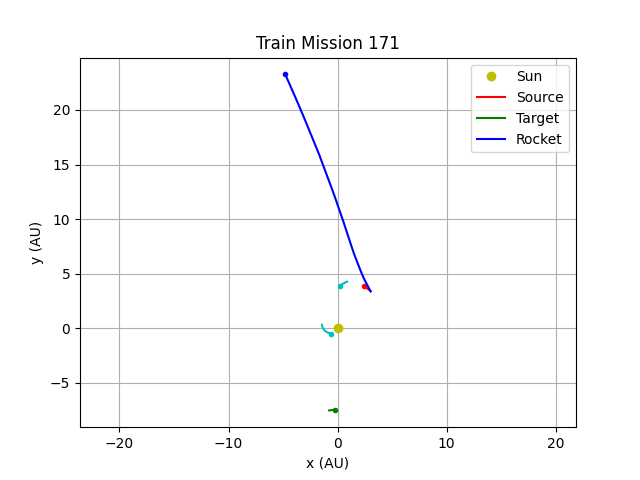 Train Mission 171
Sun
Source
Target
Rocket
20
15
10
5
0
−5
−20
−10
0
10
20
y (AU)
x (AU)